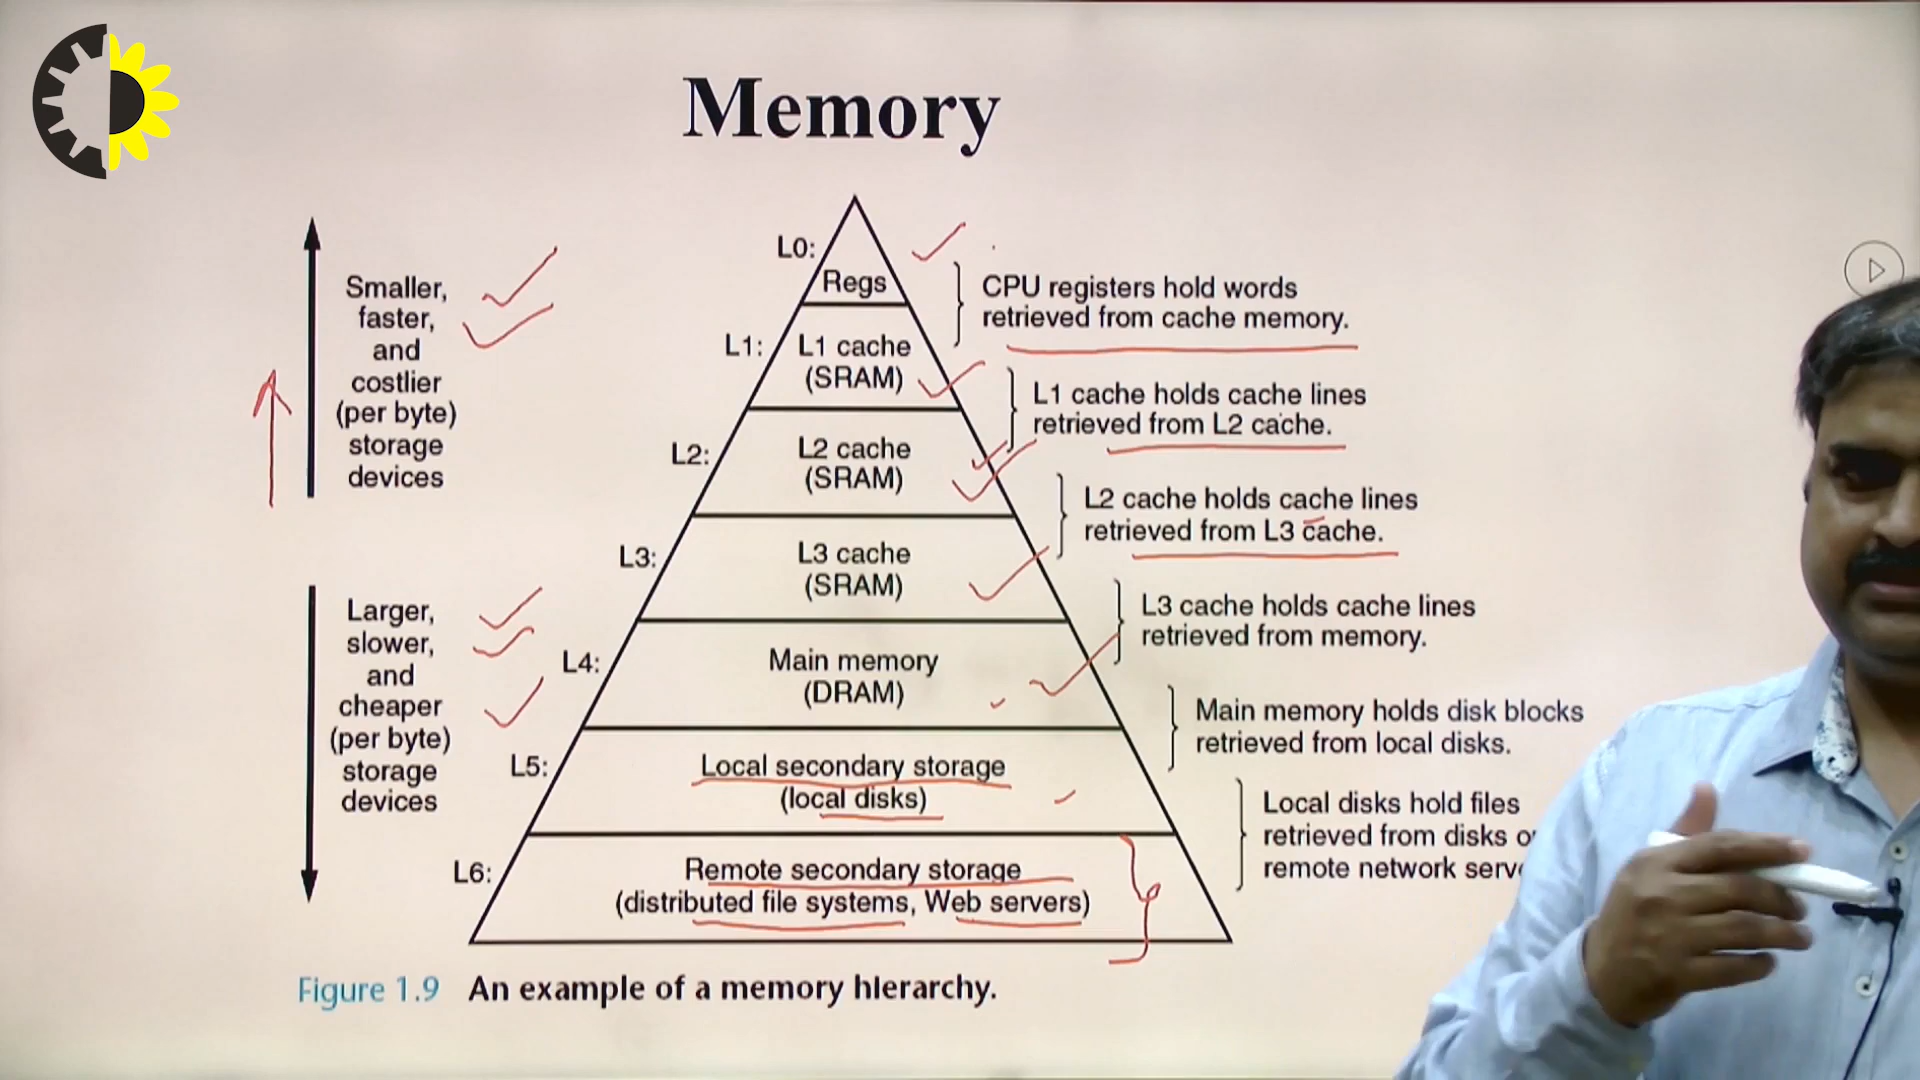 Memory
Smaller,
faster,
and
costlier
(per byte)
storage
devices
Larger,
slower,
and
cheaper
(per byte)
storage
devices
L0:
Regs
L1:
L1 cache
(SRAM)
L2:
L2 cache
(SRAM)
L3:
L3 cache
(SRAM)
L4:
Main memory
(DRAM)
L5:
Local secondary storage
(local disks)
L6:
Remote secondary storage
(distributed file systems, Web servers)
CPU registers hold words
retrieved from cache memory.
L1 cache holds cache lines
retrieved from L2 cache.
L2 cache holds cache lines
retrieved from L3 cache.
L3 cache holds cache lines
retrieved from memory.
Main memory holds disk blocks
retrieved from local disks.
Local disks hold files
retrieved from disks
remote network
Figure 1.9 An example of a memory hierarchy.